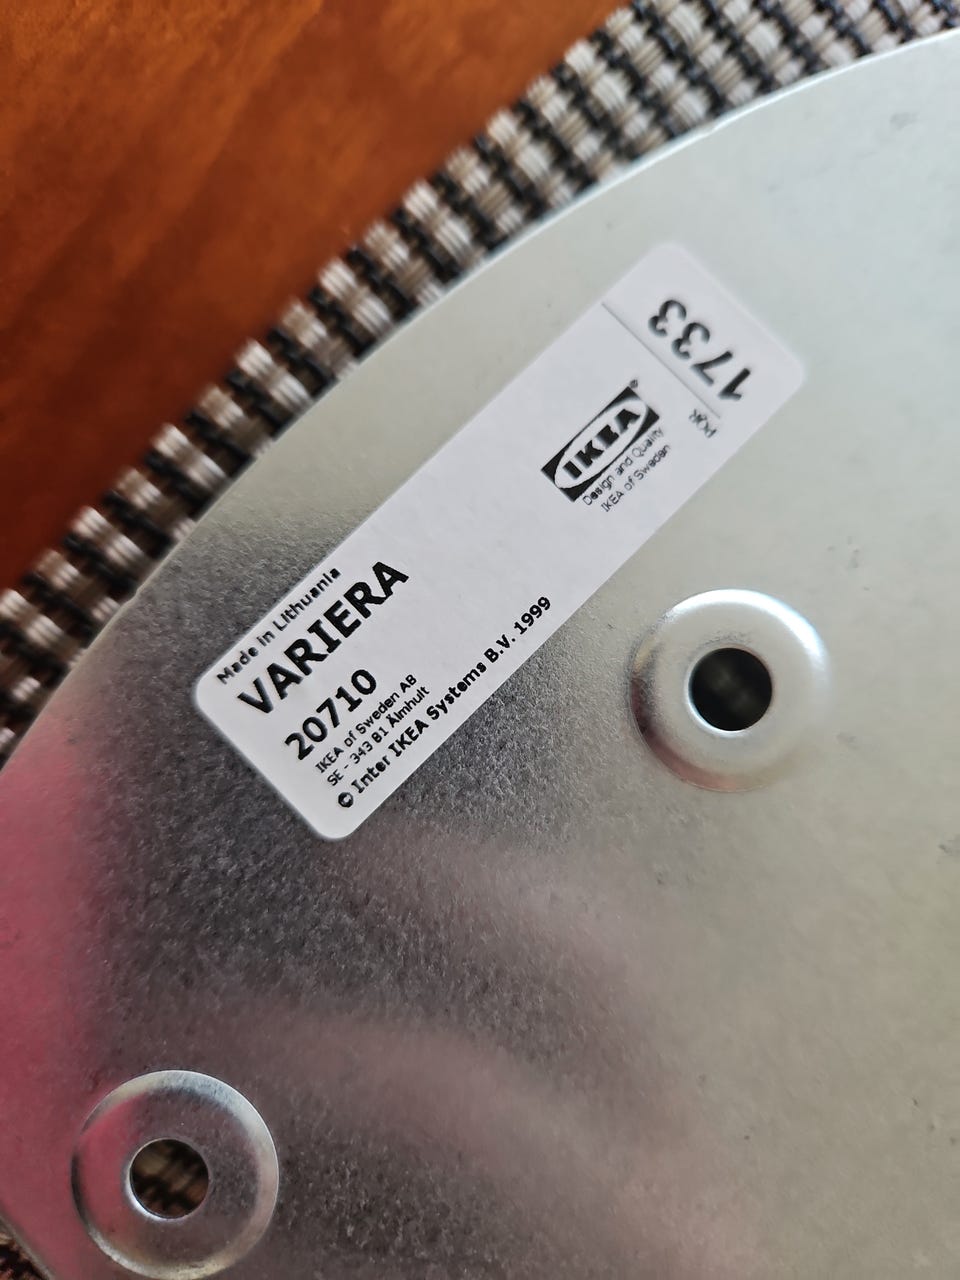 Made in Lithuania
VARIERA
20710
IKEA of Sweden AB
SE - 343 81 Älmhult
© Inter IKEA Systems B.V. 1999
IKEA®
Design and Quality
IKEA of Sweden
PQR
1733